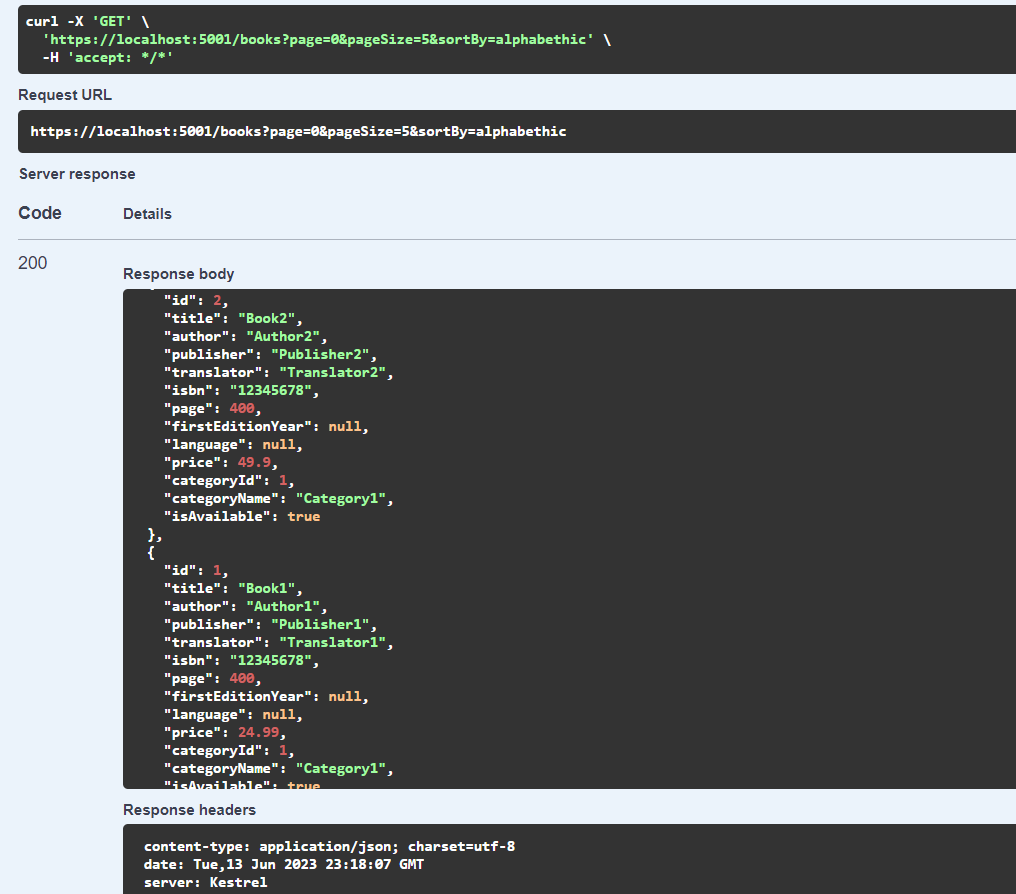 curl -X 'GET' \
'https://localhost:5001/books?page=0&pageSize=5&sortBy=alphabethic' \
-H 'accept: */*'
Request URL
https://localhost:5001/books?page=0&pageSize=5&sortBy=alphabethic
Server response
Code Details
200
Response body
"id": 2,
"title": "Book2",
"author": "Author2",
"publisher": "Publisher2",
"translator": "Translator2",
"isbn": "12345678",
"page": 400,
"firstEditionYear": null,
"language": null,
"price": 49.9,
"categoryId": 1,
"categoryName": "Category1",
"isAvailable": true
},
{
"id": 1,
"title": "Book1",
"author": "Author1",
"publisher": "Publisher1",
"translator": "Translator1",
"isbn": "12345678",
"page": 400,
"firstEditionYear": null,
"language": null,
"price": 24.99,
"categoryId": 1,
"categoryName": "Category1",
"isAvailable": true
Response headers
content-type: application/json; charset=utf-8
date: Tue,13 Jun 2023 23:18:07 GMT
server: Kestrel